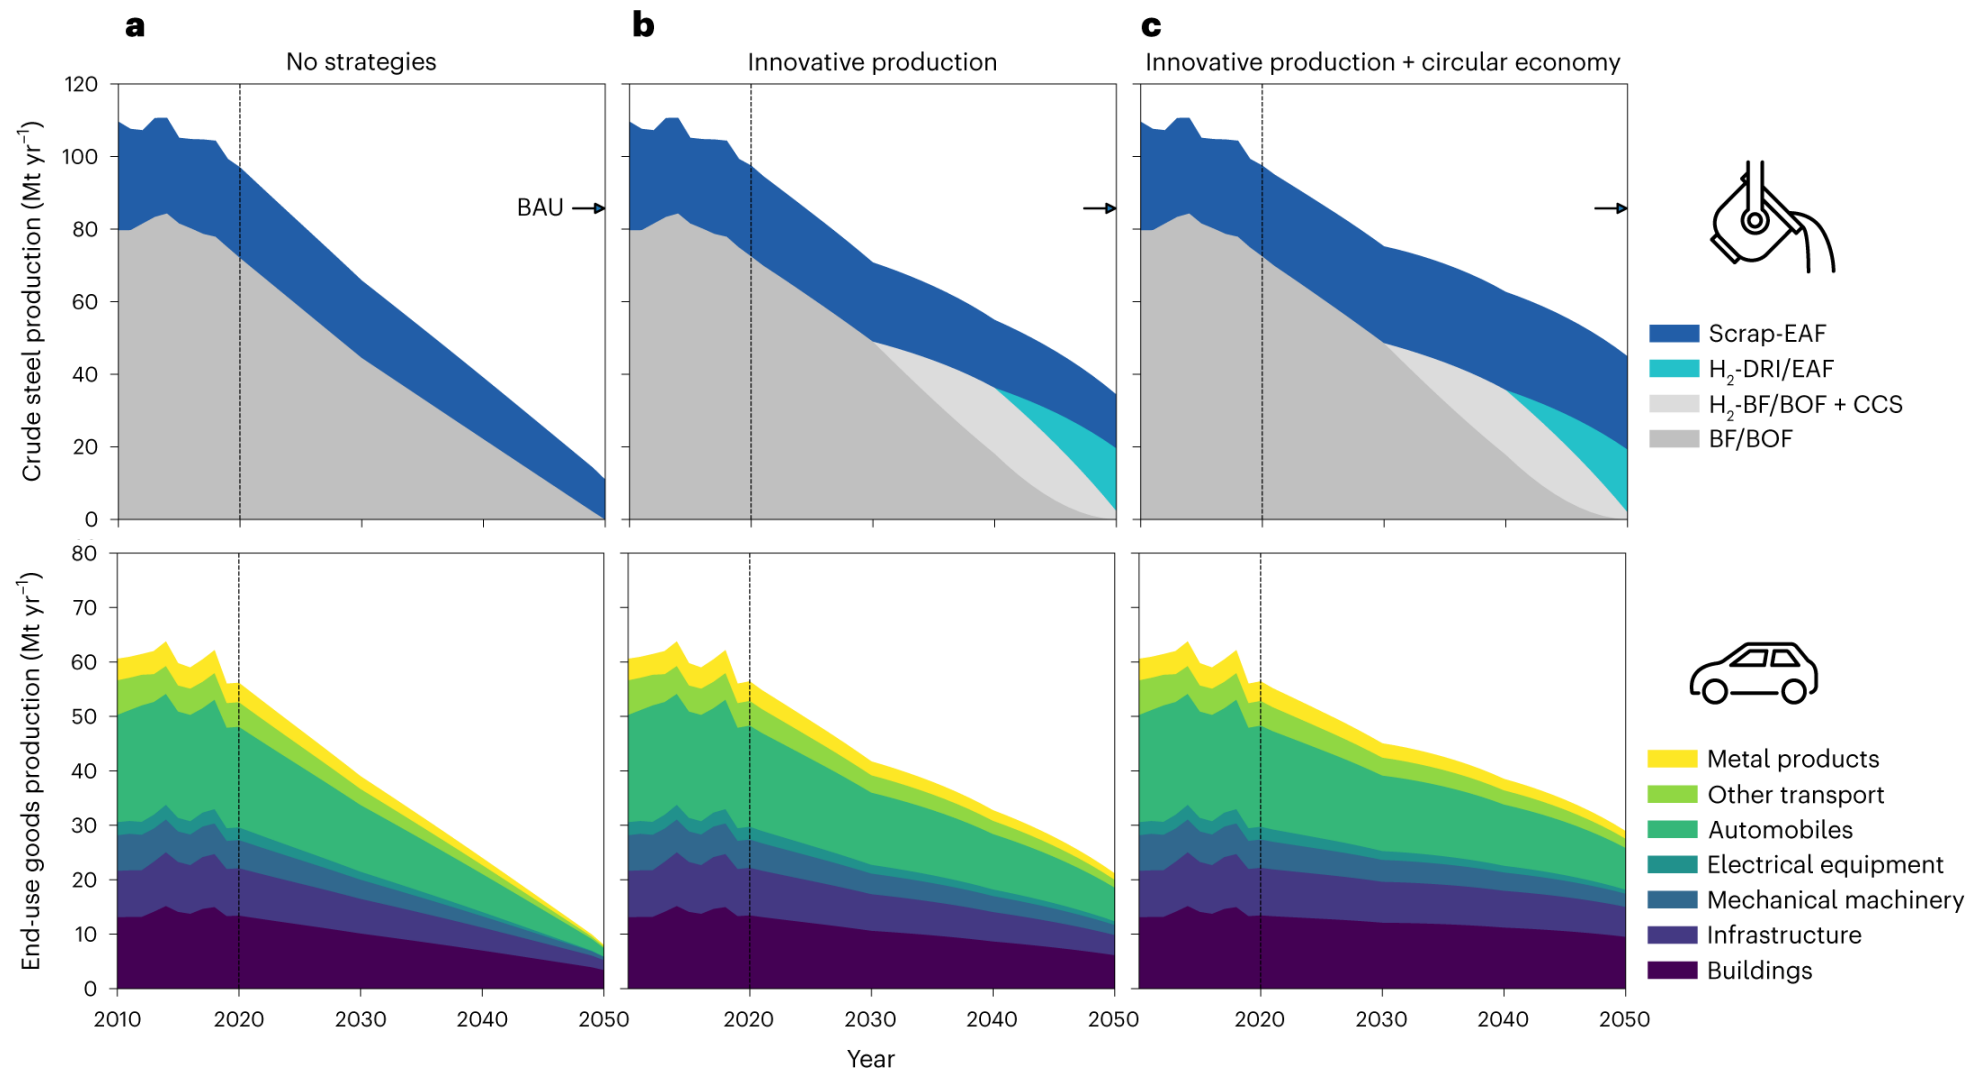 a
b
c
No strategies
Innovative production
Innovative production + circular economy
Crude steel production (Mt yr⁻¹)
120
100
80
60
40
20
0
BAU
Scrap-EAF
H₂-DRI/EAF
H₂-BF/BOF + CCS
BF/BOF
End-use goods production (Mt yr⁻¹)
80
70
60
50
40
30
20
10
0
Metal products
Other transport
Automobiles
Electrical equipment
Mechanical machinery
Infrastructure
Buildings
2010 2020 2030 2040 2050
2020 2030 2040 2050
2020 2030 2040 2050
Year